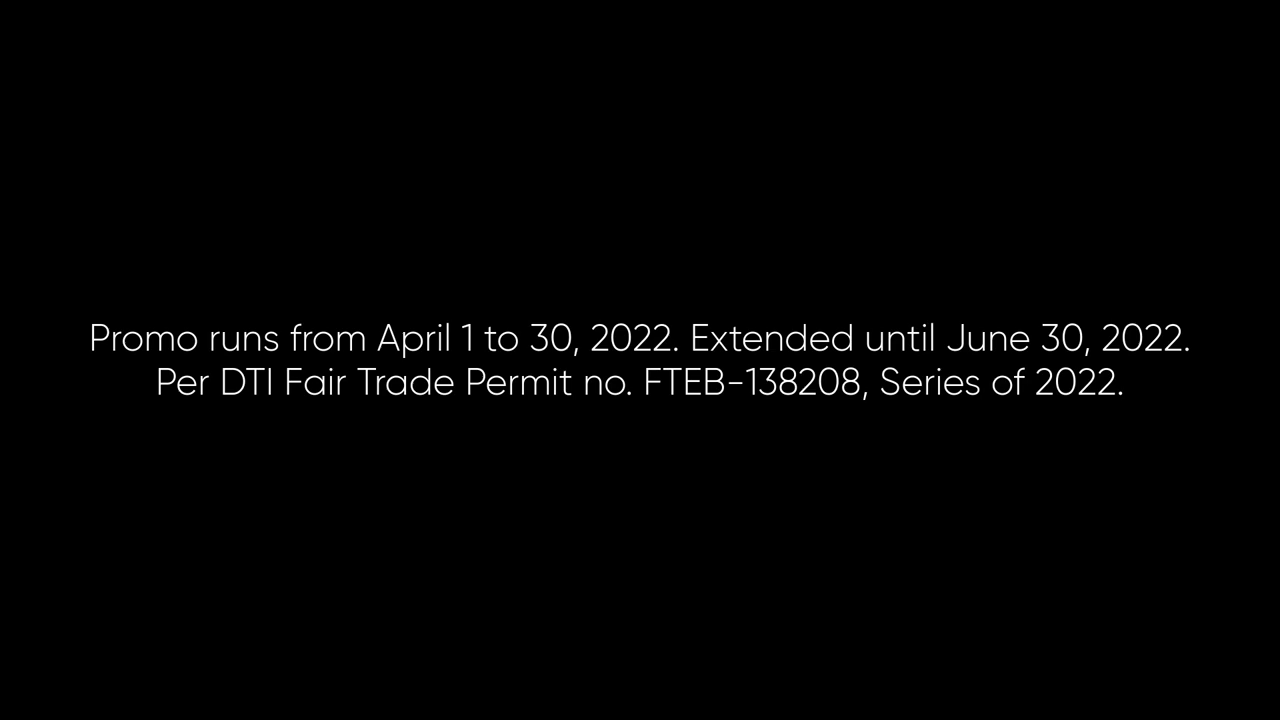 Promo runs from April 1 to 30, 2022. Extended until June 30, 2022.
Per DTI Fair Trade Permit no. FTEB-138208, Series of 2022.